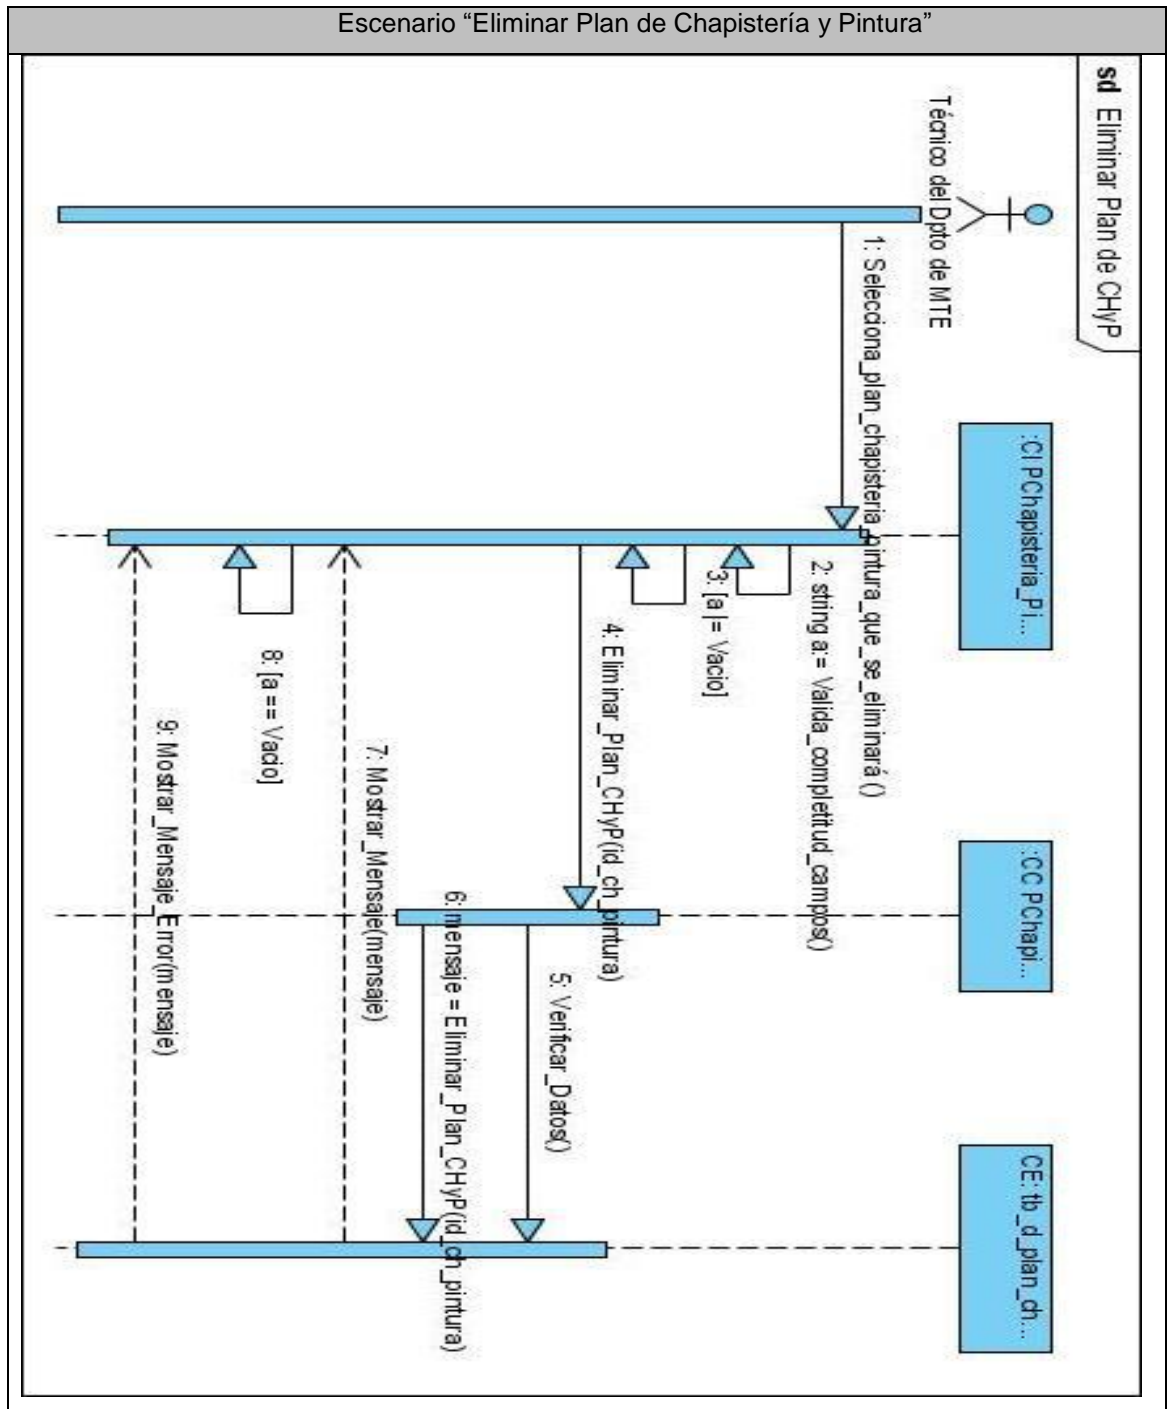 Escenario “Eliminar Plan de Chapistería y Pintura”
sd Eliminar Plan de CHyP
Técnico del Dpto de MTE
:CI PChapisteria_Pi...
:CC PChapi...
CE: tb_d_plan_ch...
1: Selecciona_plan_chapisteria_pintura_que_se_eliminará ()
2: string a:= Valida_completitud_campos()
3: [a != Vacio]
4: Eliminar_Plan_CHyP(id_ch_pintura)
5: Verificar_Datos()
6: mensaje = Eliminar_Plan_CHyP(id_ch_pintura)
7: Mostrar_Mensaje(mensaje)
8: [a == Vacio]
9: Mostrar_Mensaje_Error(mensaje)